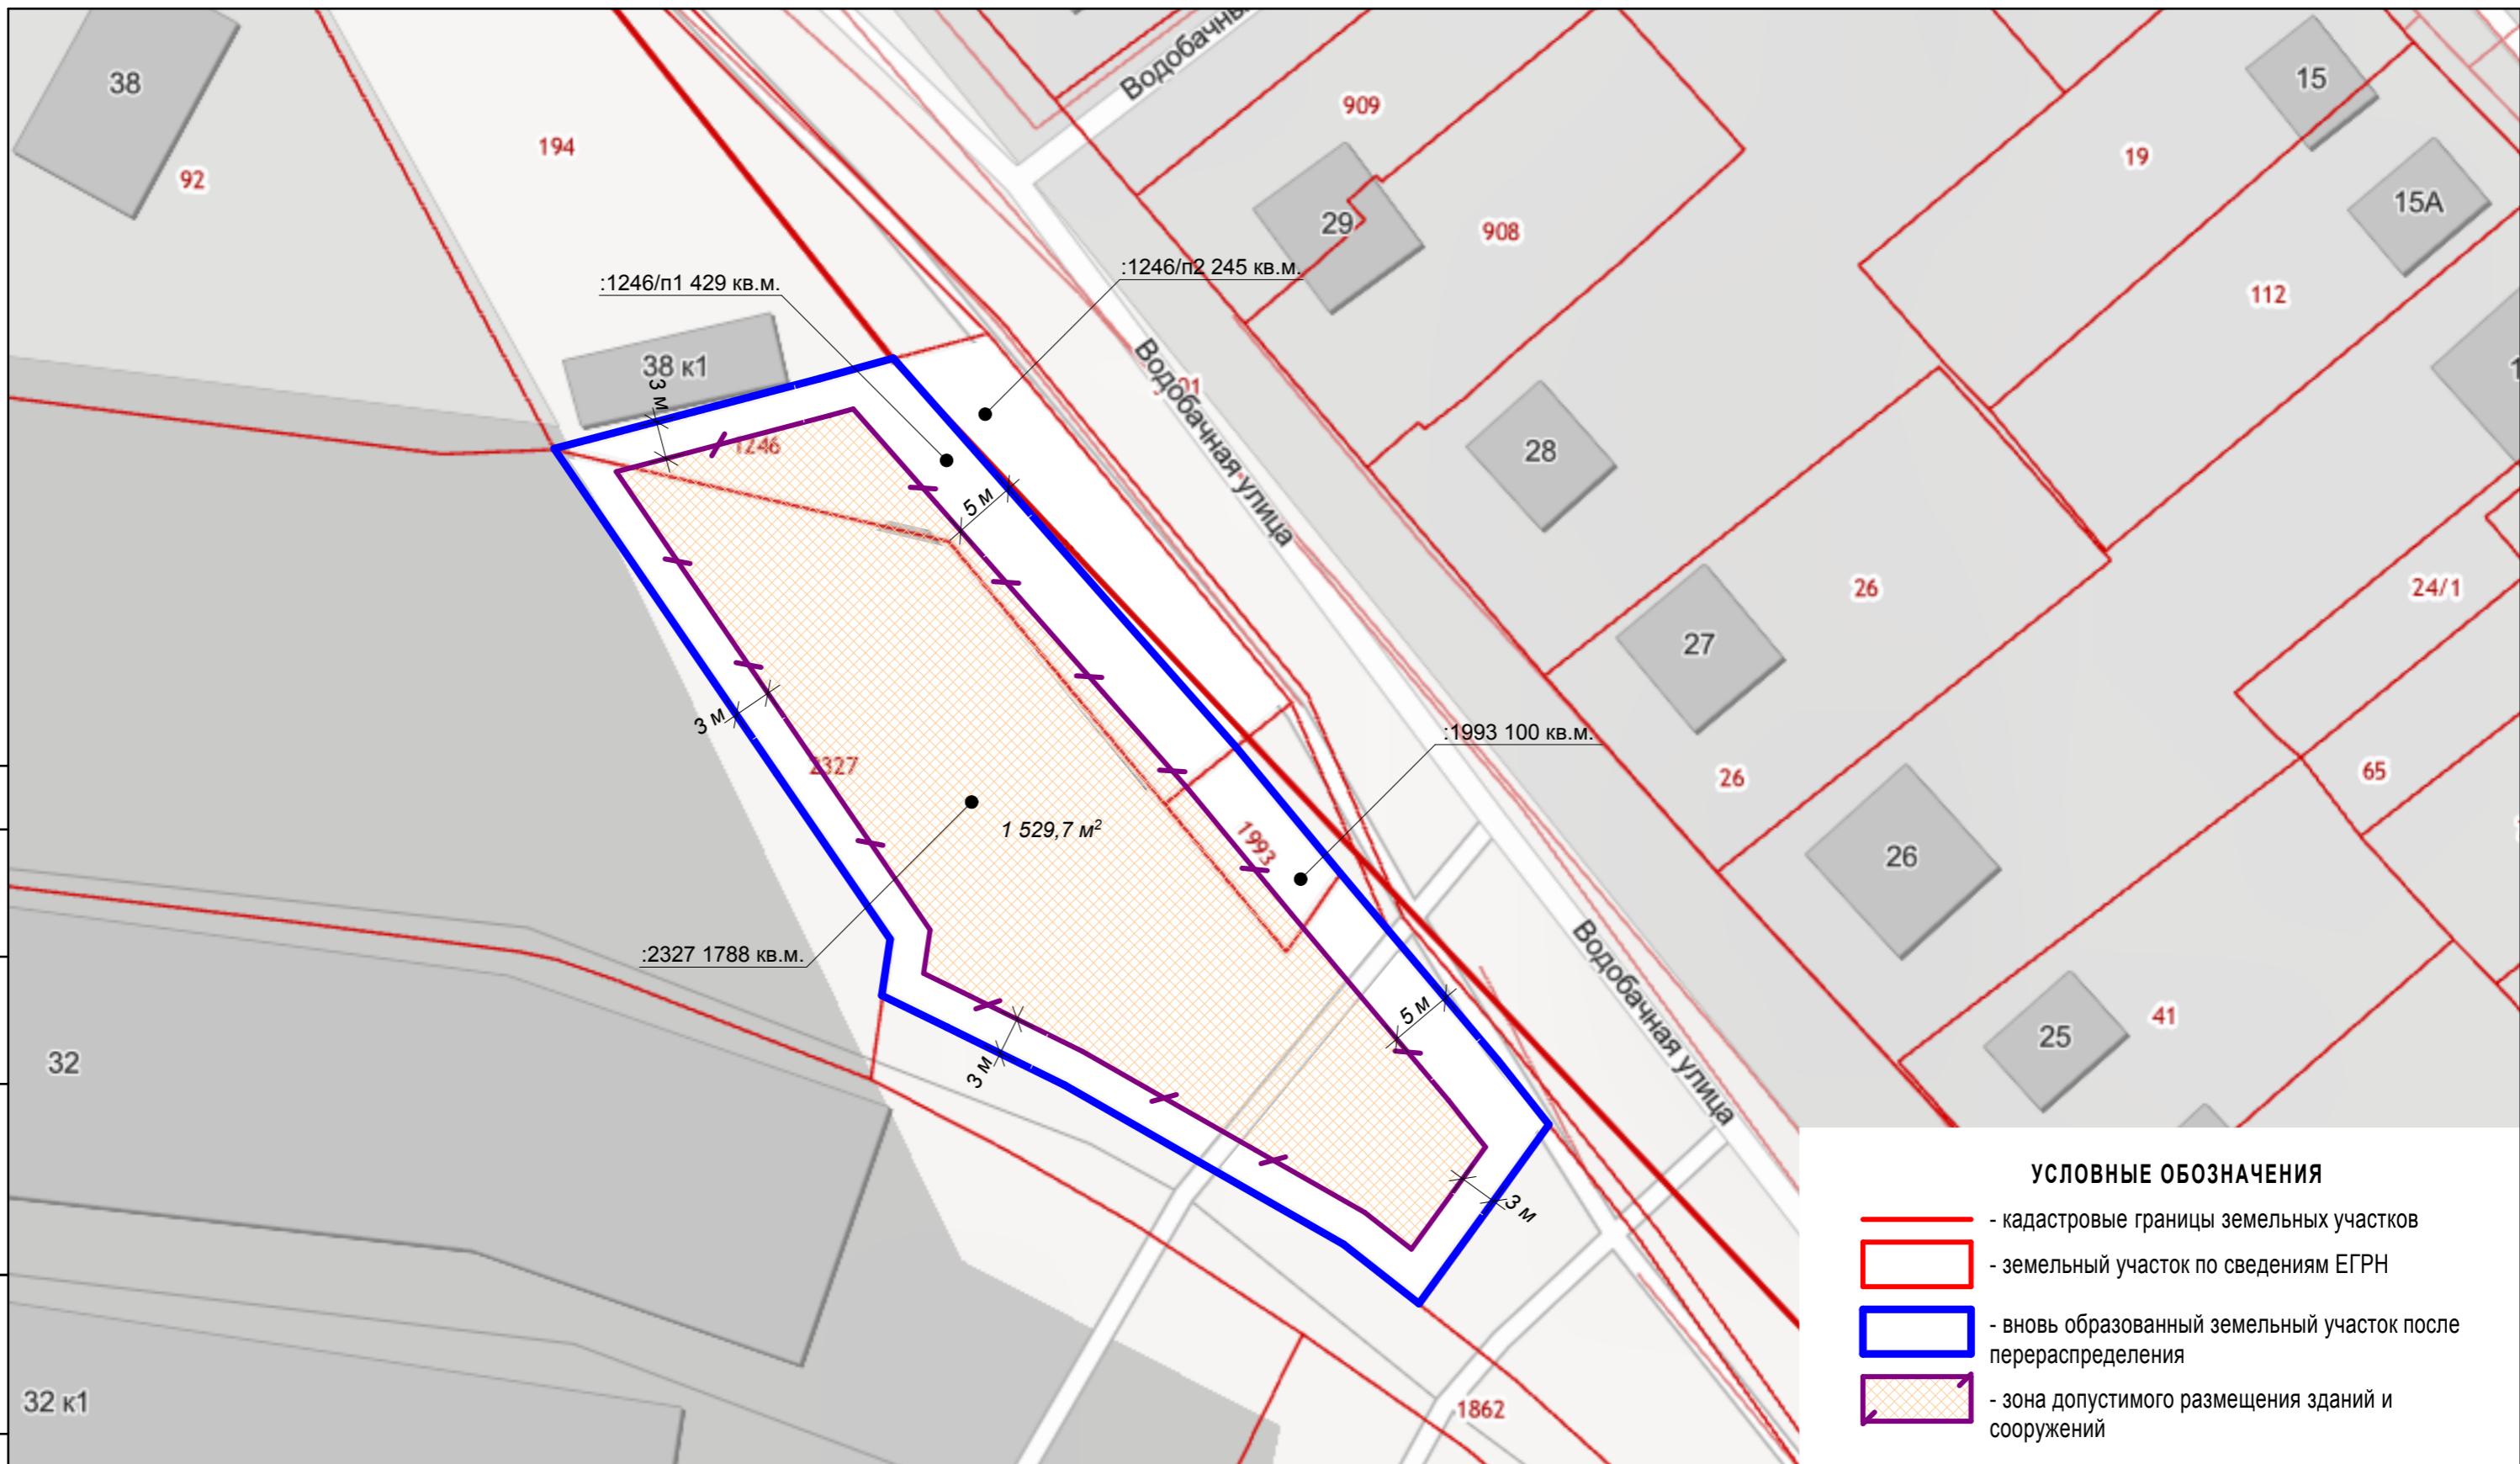 38
92
194
909
29
908
15
15А
19
112
:1246/п1 429 кв.м.
:1246/п2 245 кв.м.
38 к1
3 м
1246
5 м
Водобачная улица
28
27
26
24/1
65
26
26
2327
3 м
1 529,7 м²
:1993 100 кв.м.
1993
:2327 1788 кв.м.
Водобачная улица
5 м
3 м
3 м
25
41
32
32 к1
1862
УСЛОВНЫЕ ОБОЗНАЧЕНИЯ
- кадастровые границы земельных участков
- земельный участок по сведениям ЕГРН
- вновь образованный земельный участок после
перераспределения
- зона допустимого размещения зданий и
сооружений